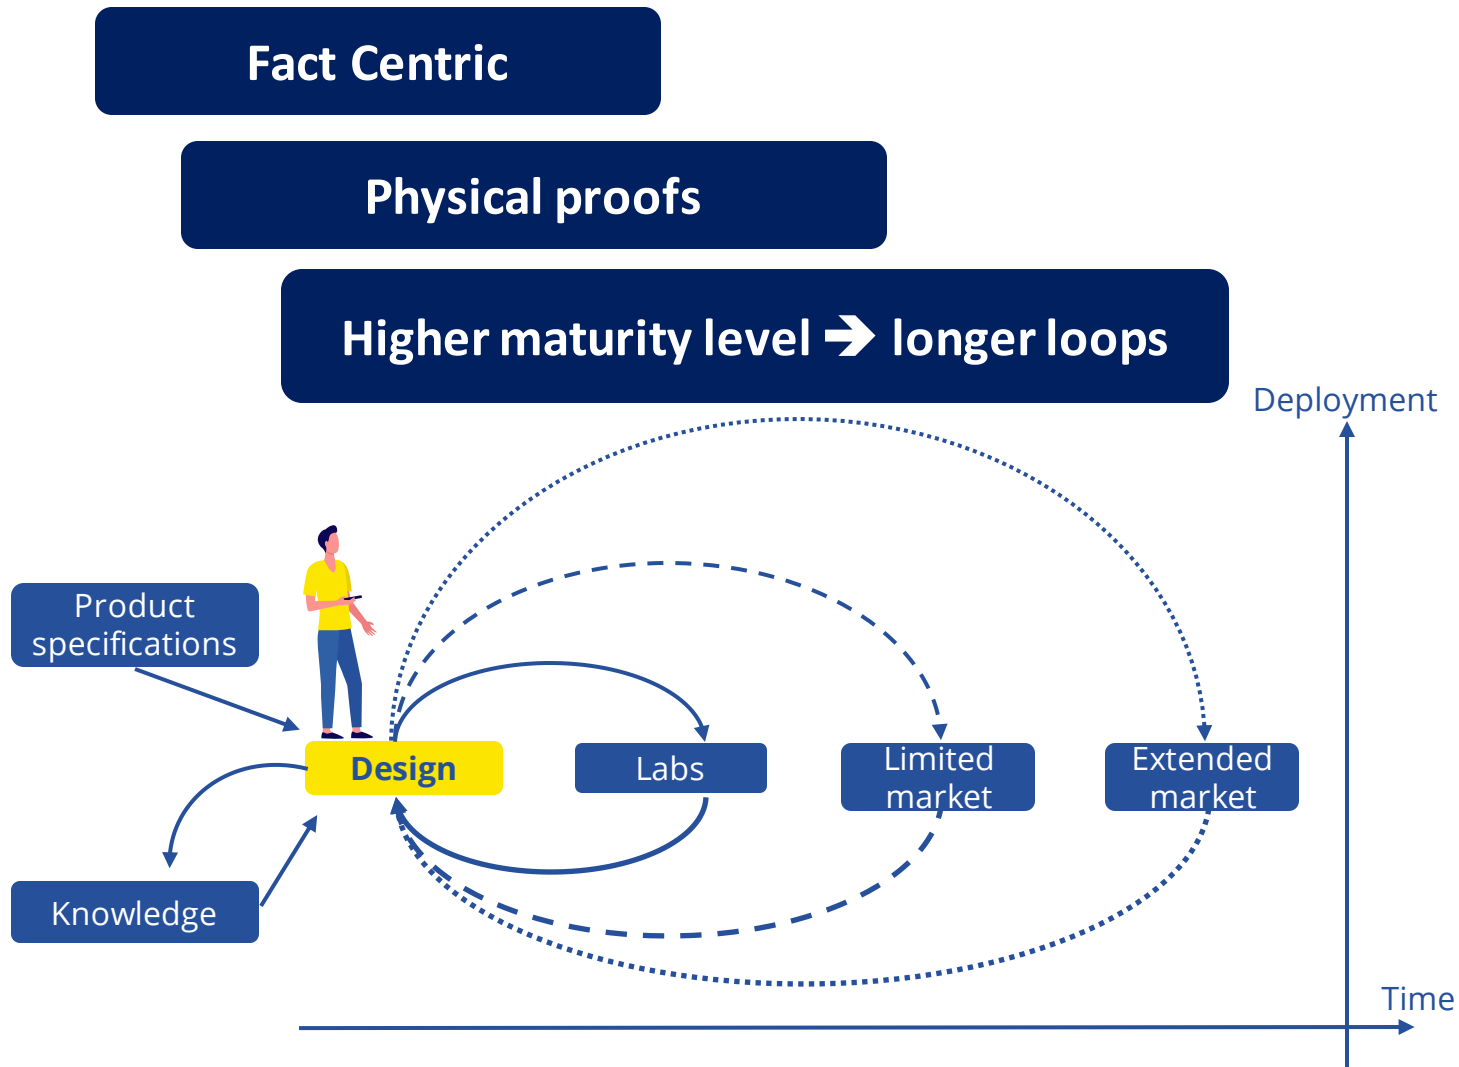 Fact Centric
Physical proofs
Higher maturity level 🡺 longer loops
Deployment
Product
specifications
Design
Labs
Limited
market
Extended
market
Knowledge
Time